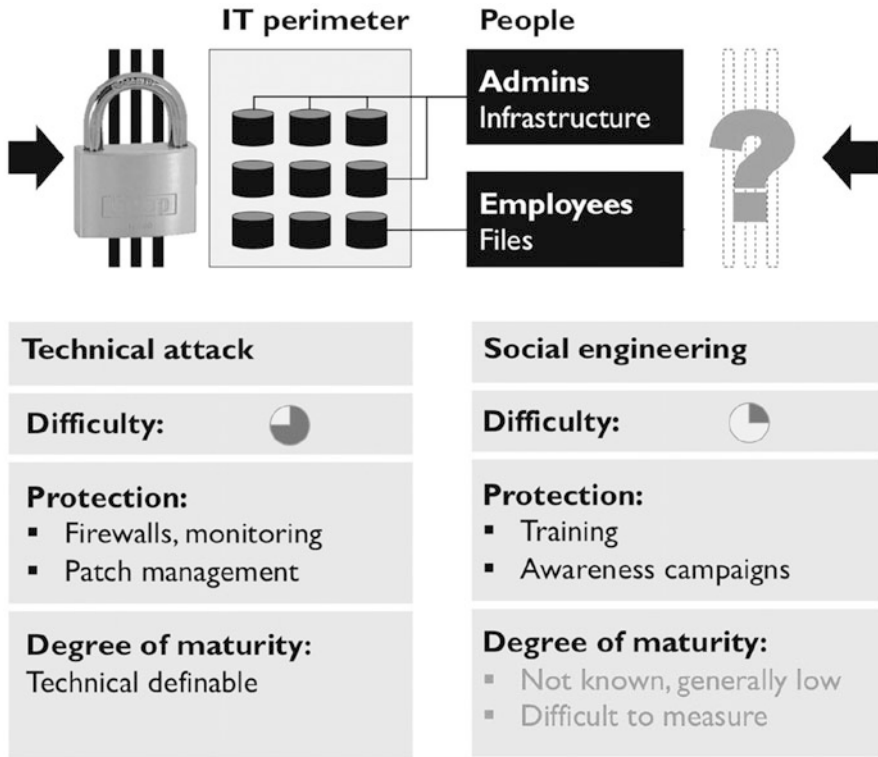 IT perimeter
People
Admins
Infrastructure
Employees
Files
Technical attack
Difficulty:
Protection:
▪ Firewalls, monitoring
▪ Patch management
Degree of maturity:
Technical definable
Social engineering
Difficulty:
Protection:
▪ Training
▪ Awareness campaigns
Degree of maturity:
▪ Not known, generally low
▪ Difficult to measure